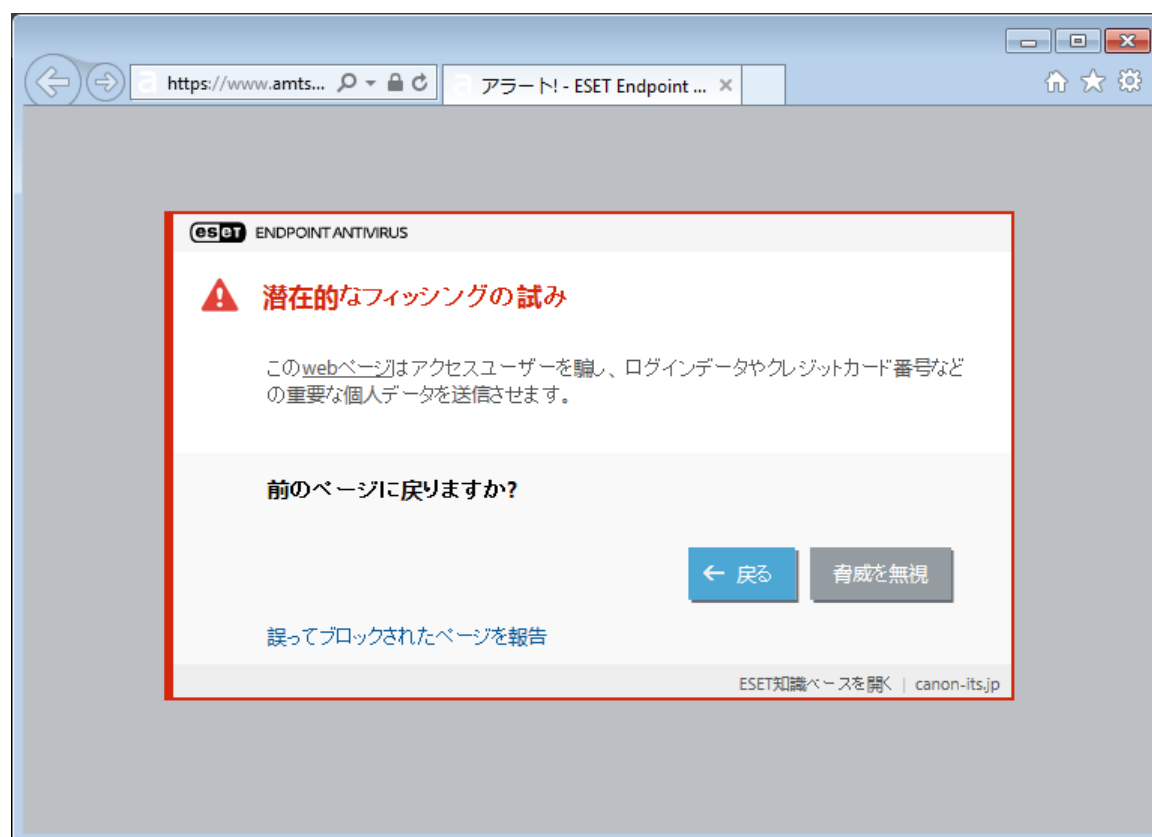 https://www.amts...
アラート! - ESET Endpoint ...
eset ENDPOINT ANTIVIRUS
潜在的なフィッシングの試み
このwebページはアクセスユーザーを騙し、ログインデータやクレジットカード番号など
の重要な個人データを送信させます。
前のページに戻りますか?
← 戻る
脅威を無視
誤ってブロックされたページを報告
ESET知識ベースを開く | canon-its.jp